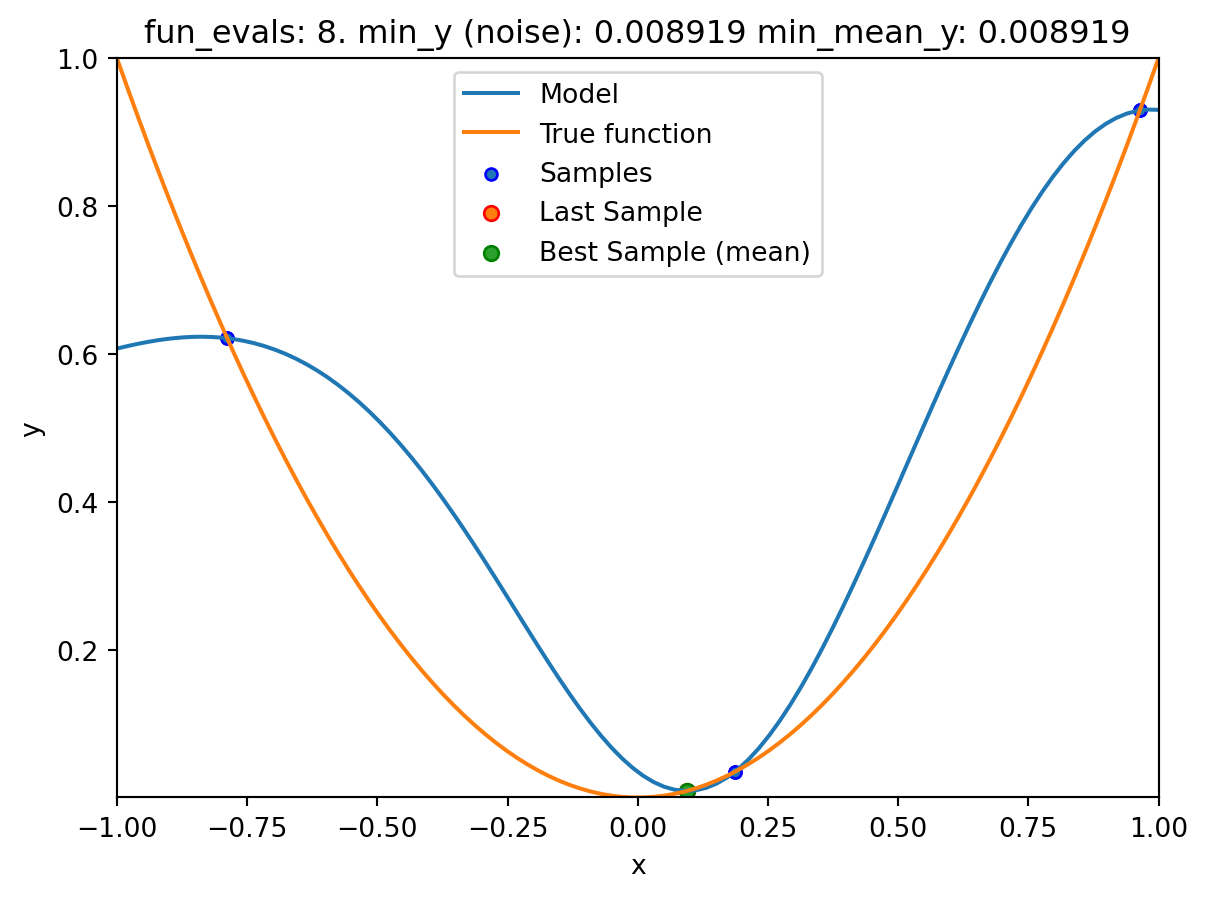 fun_evals: 8. min_y (noise): 0.008919 min_mean_y: 0.008919
1.0
0.8
0.6
0.4
0.2
y
Model
True function
Samples
Last Sample
Best Sample (mean)
−1.00 −0.75 −0.50 −0.25 0.00 0.25 0.50 0.75 1.00
x